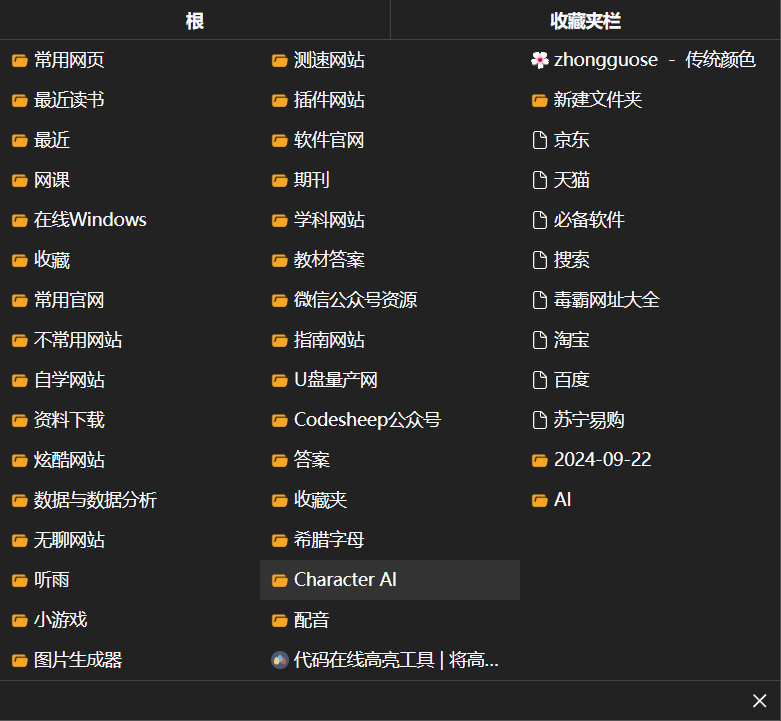 根
收藏夹栏
常用网页
最近读书
最近
网课
在线Windows
收藏
常用官网
不常用网站
自学网站
资料下载
炫酷网站
数据与数据分析
无聊网站
听雨
小游戏
图片生成器
测速网站
插件网站
软件官网
期刊
学科网站
教材答案
微信公众号资源
指南网站
U盘量产网
Codesheep公众号
答案
收藏夹
希腊字母
Character AI
配音
代码在线高亮工具 | 将高...
zhongguose - 传统颜色
新建文件夹
京东
天猫
必备软件
搜索
毒霸网址大全
淘宝
百度
苏宁易购
2024-09-22
AI